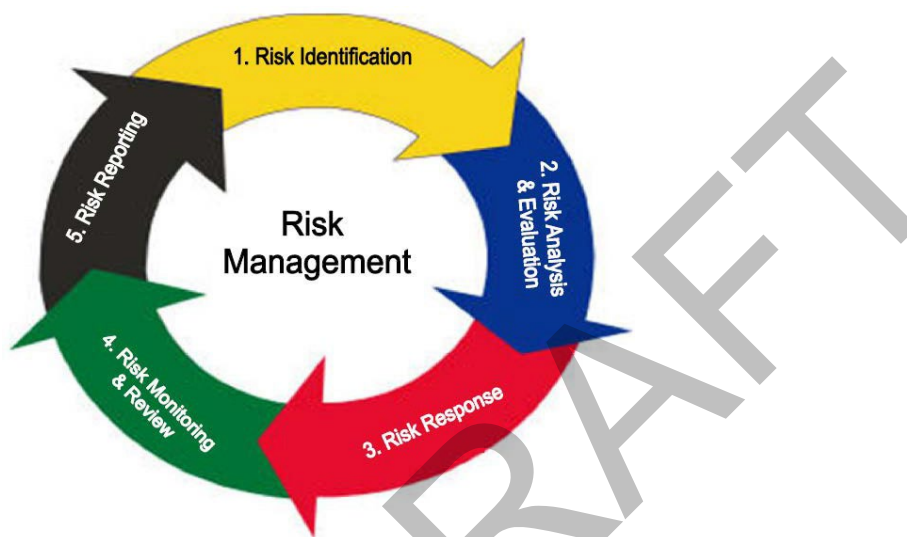 1. Risk Identification
2. Risk Analysis
& Evaluation
3. Risk Response
4. Risk Monitoring
& Review
5. Risk Reporting
Risk
Management
RAFT